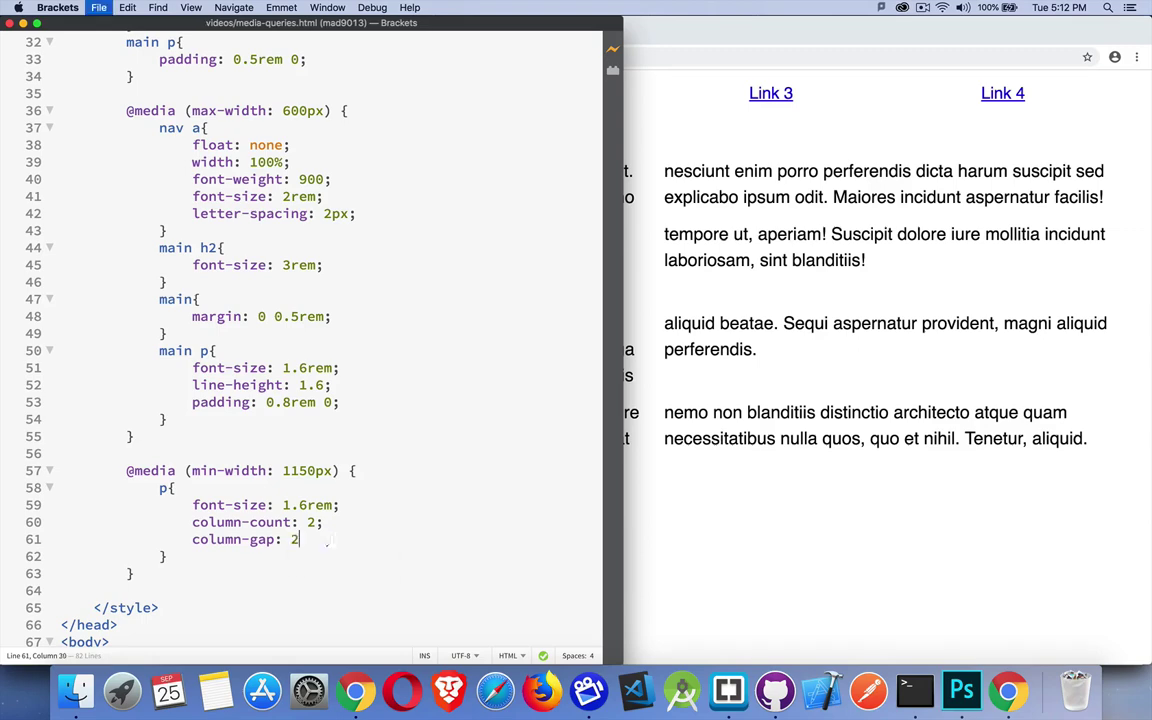 Brackets File Edit Find View Navigate Emmet Window Debug Help 100% Tue 5:12 PM
videos/media-queries.html (mad9013) — Brackets
32 main p{
33 padding: 0.5rem 0;
34 }
35
36 @media (max-width: 600px) {
37 nav a{
38 float: none;
39 width: 100%;
40 font-weight: 900;
41 font-size: 2rem;
42 letter-spacing: 2px;
43 }
44 main h2{
45 font-size: 3rem;
46 }
47 main{
48 margin: 0 0.5rem;
49 }
50 main p{
51 font-size: 1.6rem;
52 line-height: 1.6;
53 padding: 0.8rem 0;
54 }
55 }
56
57 @media (min-width: 1150px) {
58 p{
59 font-size: 1.6rem;
60 column-count: 2;
61 column-gap: 2
62 }
63 }
64
65 </style>
66 </head>
67 <body>
Line 61, Column 30 — 82 Lines INS UTF-8 HTML Spaces: 4
Link 3 Link 4
t. nesciunt enim porro perferendis dicta harum suscipit sed
o explicabo ipsum odit. Maiores incidunt aspernatur facilis!
tempore ut, aperiam! Suscipit dolore iure mollitia incidunt
laboriosam, sint blanditiis!
aliquid beatae. Sequi aspernatur provident, magni aliquid
a perferendis.
s
re nemo non blanditiis distinctio architecto atque quam
t necessitatibus nulla quos, quo et nihil. Tenetur, aliquid.
SEP
25
Ps